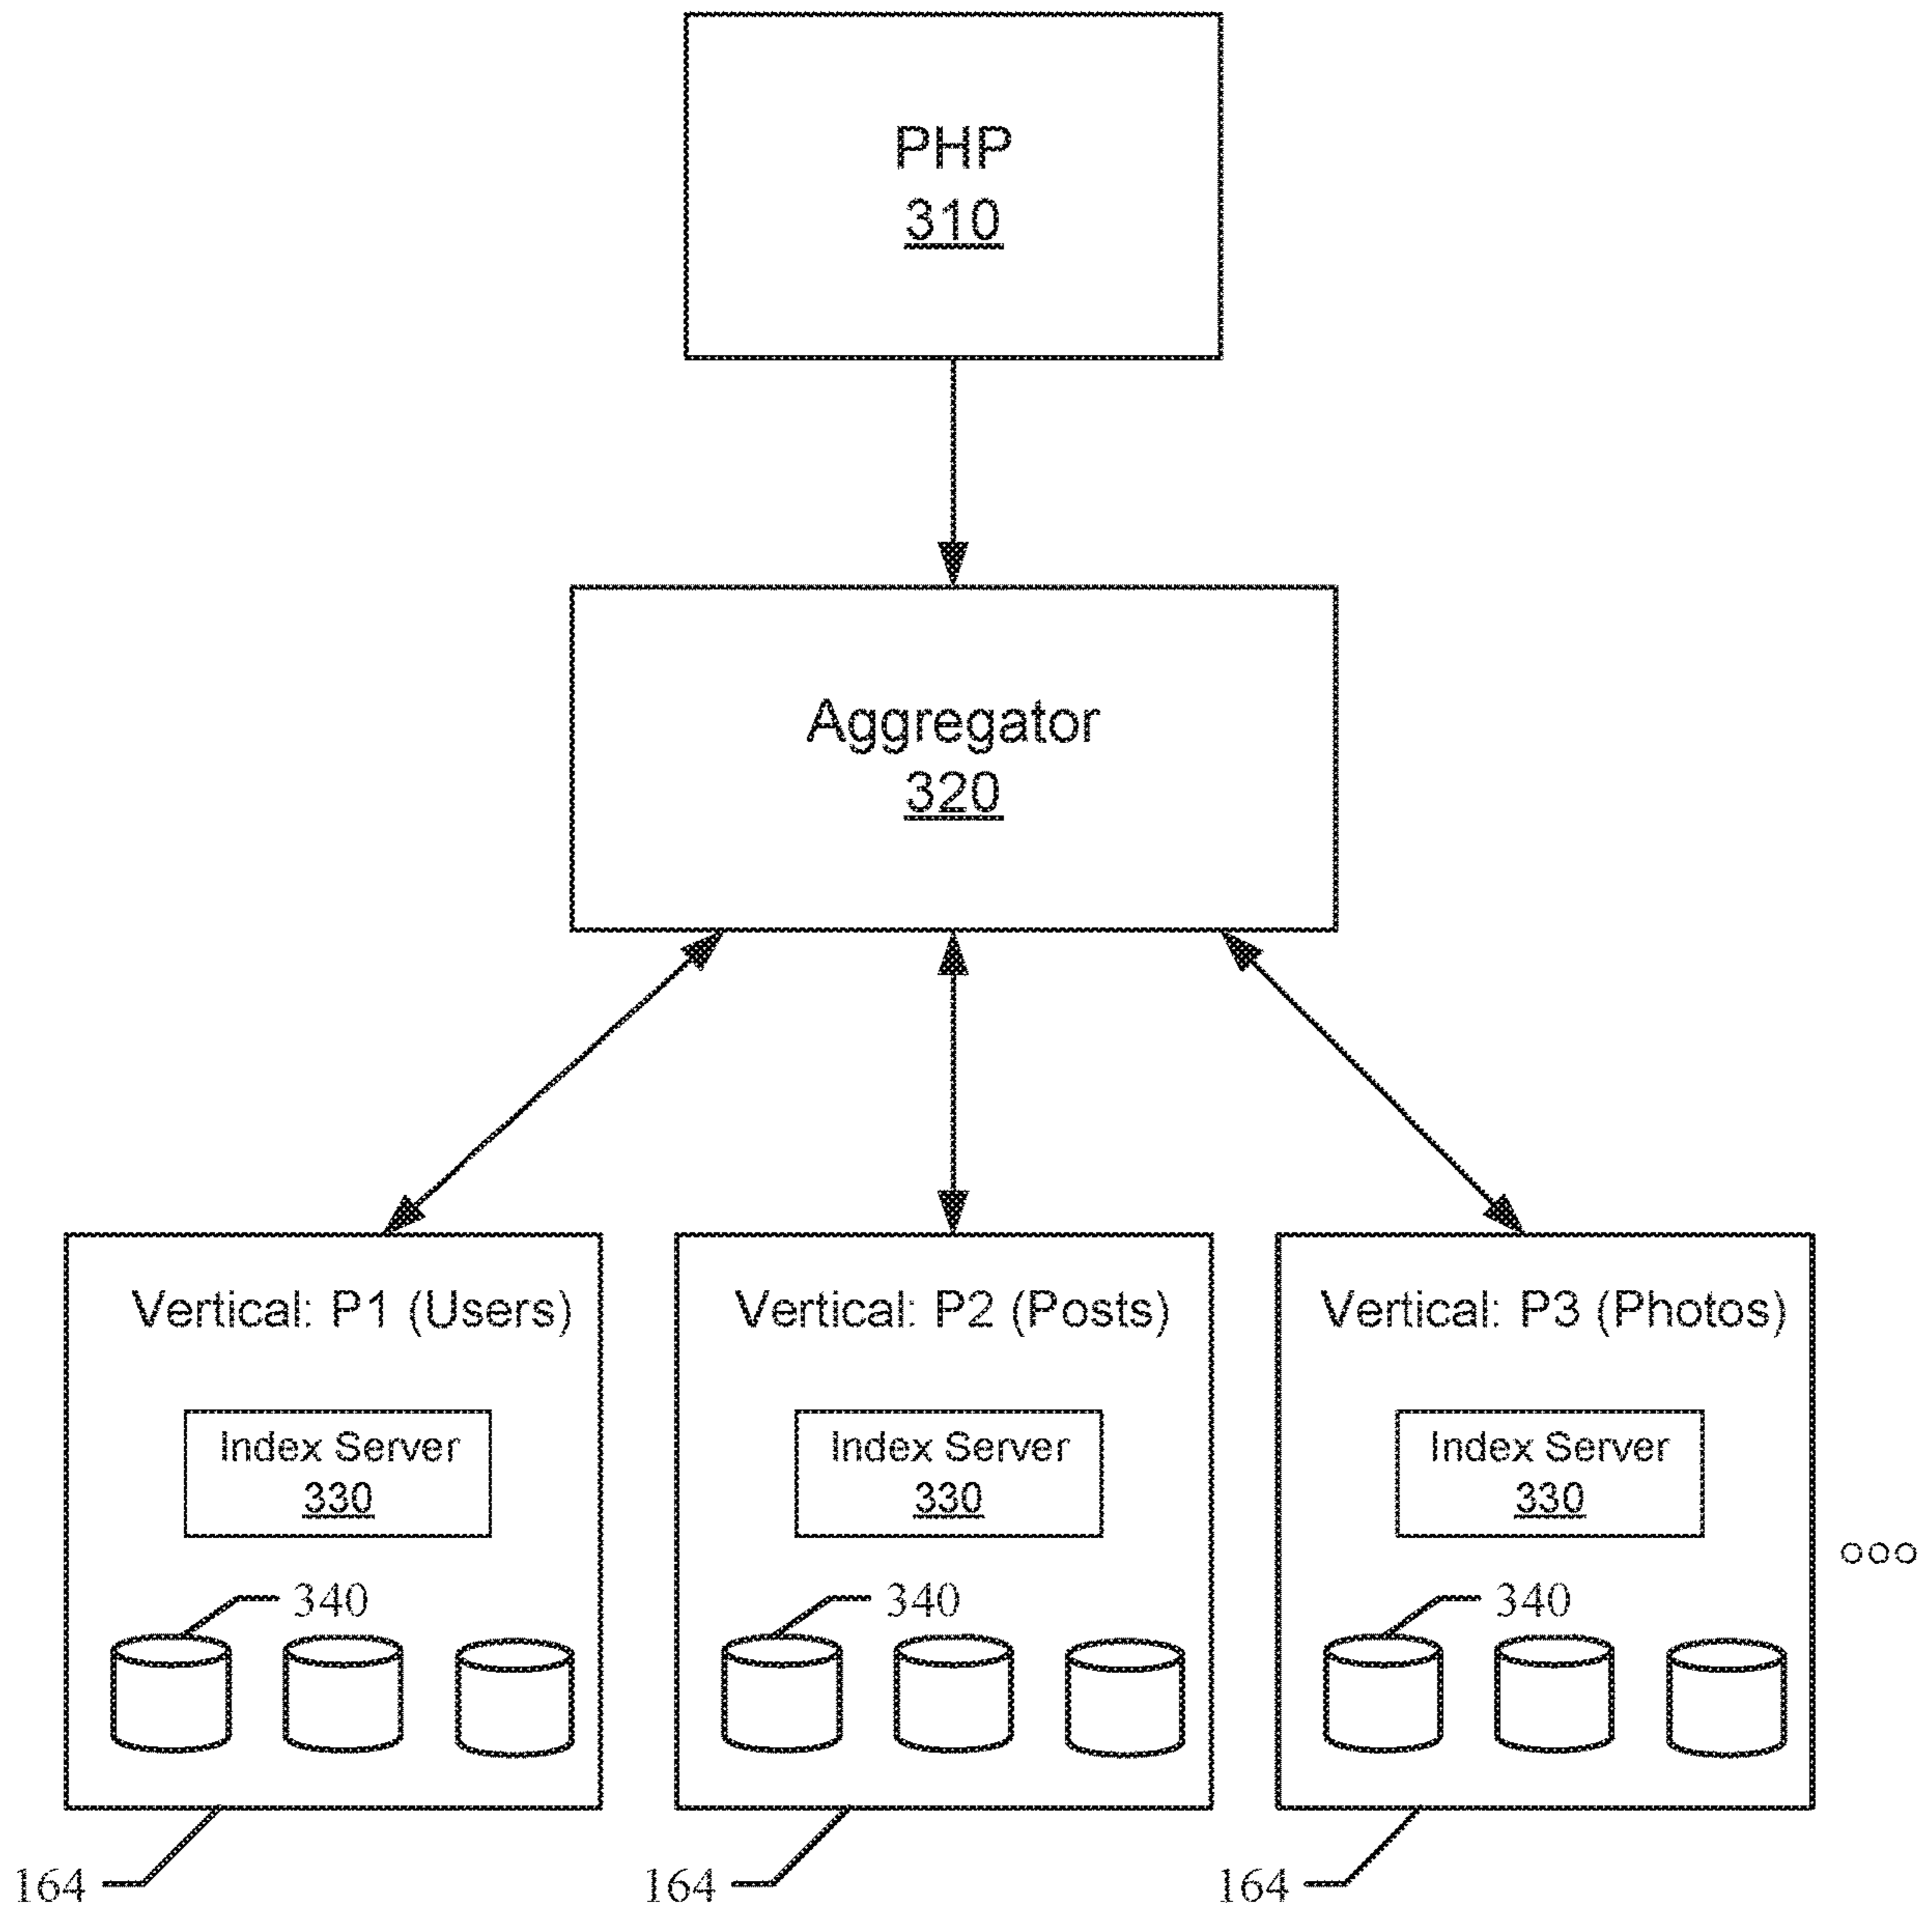 PHP
310
Aggregator
320
Vertical: P1 (Users)
Index Server
330
340
164
Vertical: P2 (Posts)
Index Server
330
340
164
Vertical: P3 (Photos)
Index Server
330
340
164